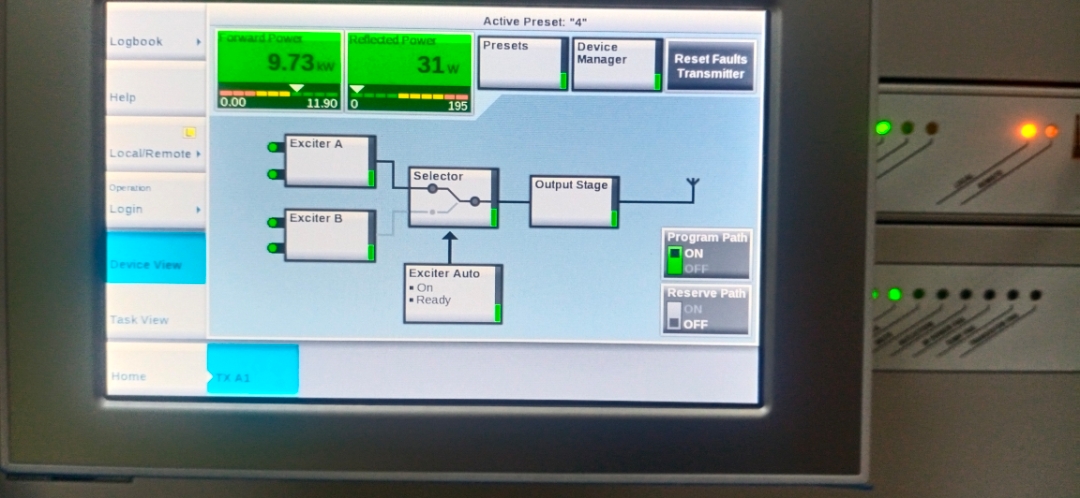 Active Preset: "4"
Logbook
Help
L
Local/Remote
Operation
Login
Device View
Task View
Home
TX A1
Forward Power
9.73 kW
0.00 11.90
Reflected Power
31 W
0 195
Presets
Device
Manager
Reset Faults
Transmitter
Exciter A
Exciter B
Selector
Output Stage
Exciter Auto
▪ On
▪ Ready
Program Path
ON
OFF
Reserve Path
ON
OFF